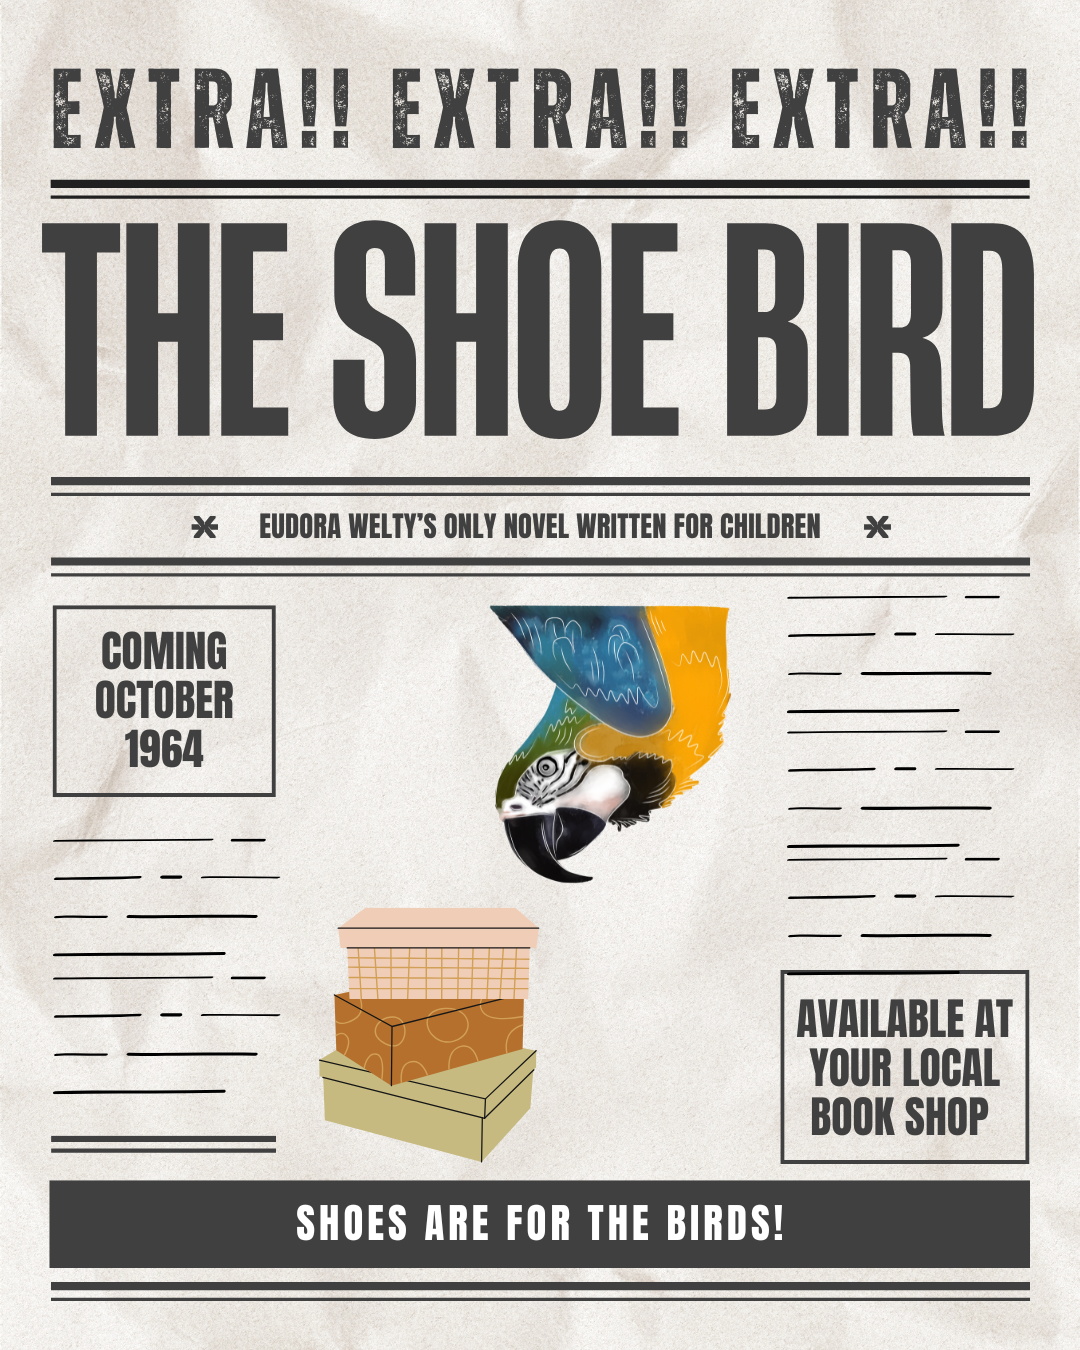 EXTRA!! EXTRA!! EXTRA!!
THE SHOE BIRD
EUDORA WELTY'S ONLY NOVEL WRITTEN FOR CHILDREN
COMING
OCTOBER
1964
AVAILABLE AT
YOUR LOCAL
BOOK SHOP
SHOES ARE FOR THE BIRDS!